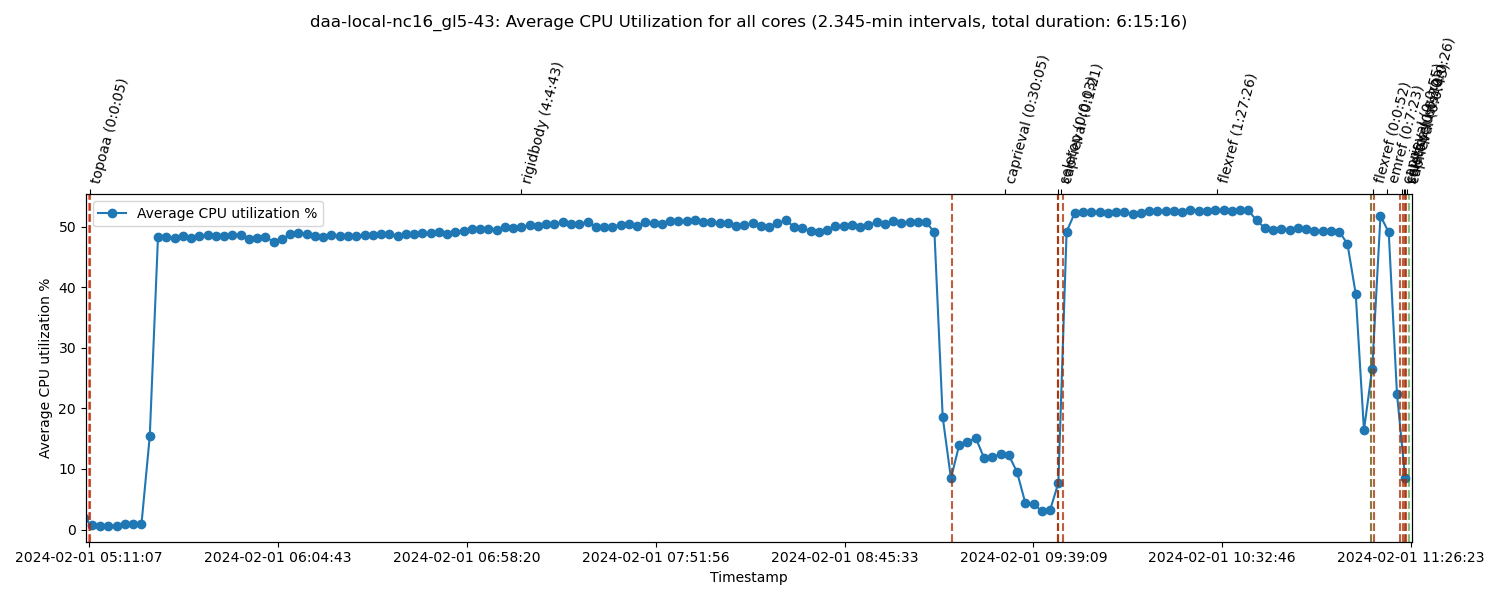 daa-local-nc16_gl5-43: Average CPU Utilization for all cores (2.345-min intervals, total duration: 6:15:16)
topoaa (0:0:05)
rigidbody (4:4:43)
caprieval (0:30:05)
caprieval (0:1:21)
flexref (1:27:26)
flexref (0:0:52)
emref (0:7:23)
Average CPU utilization %
Average CPU utilization %
50
40
30
20
10
0
2024-02-01 05:11:07
2024-02-01 06:04:43
2024-02-01 06:58:20
2024-02-01 07:51:56
2024-02-01 08:45:33
2024-02-01 09:39:09
2024-02-01 10:32:46
2024-02-01 11:26:23
Timestamp